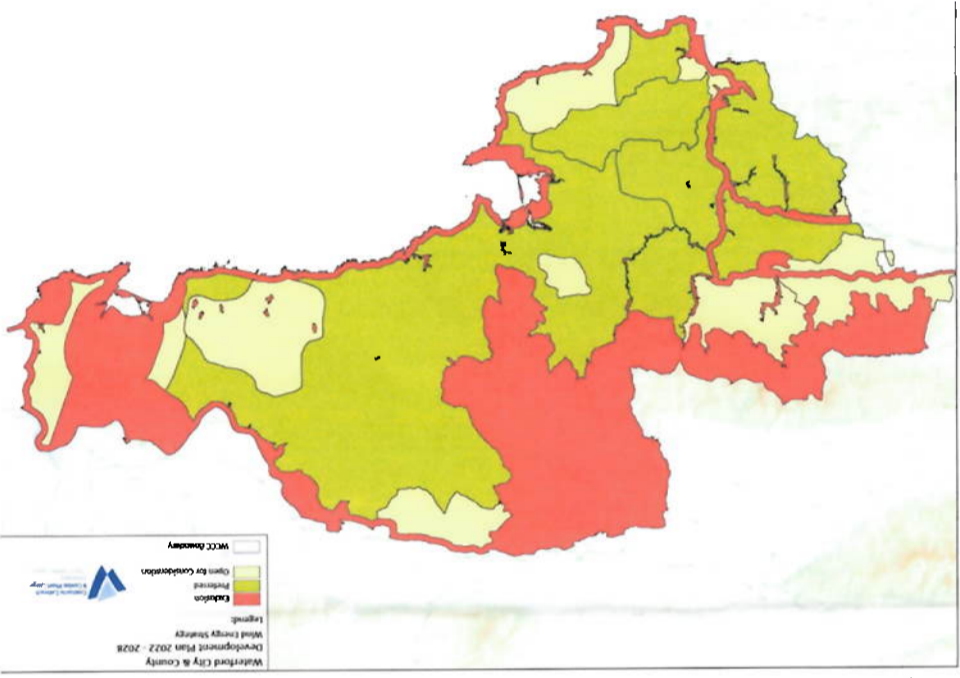 Waterford City & County
Development Plan 2022 - 2028
Wind Energy Strategy
Legend:
Exclusion
Preferred
Open for Consideration
WCCC Boundary